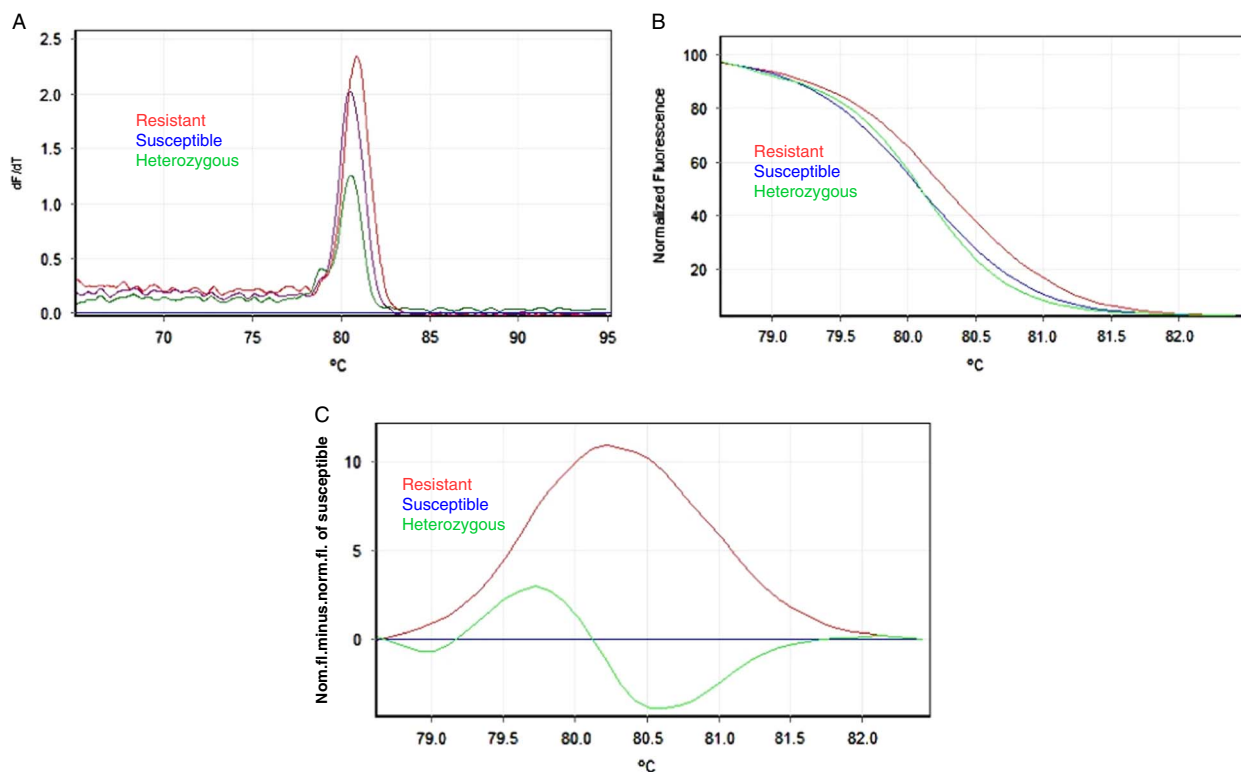 A
dF/dT
2.5
2.0
1.5
1.0
0.5
0.0
Resistant
Susceptible
Heterozygous
70 75 80 85 90 95
ºC
B
Normalized Fluorescence
100
80
60
40
20
Resistant
Susceptible
Heterozygous
79.0 79.5 80.0 80.5 81.0 81.5 82.0
ºC
C
Nom.fl.minus.norm.fl. of susceptible
10
5
0
Resistant
Susceptible
Heterozygous
79.0 79.5 80.0 80.5 81.0 81.5 82.0
ºC